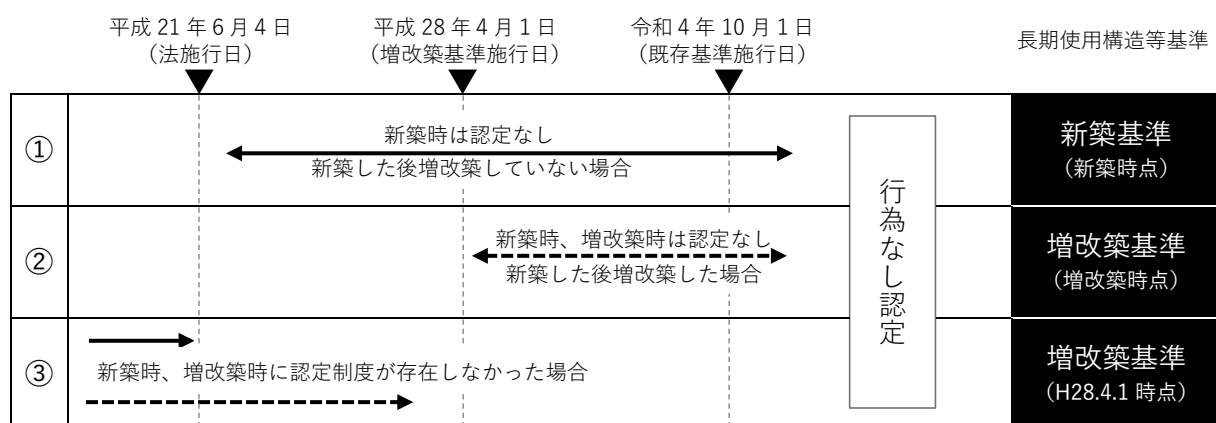 平成 21 年 6 月 4 日
（法施行日）
平成 28 年 4 月 1 日
（増改築基準施行日）
令和 4 年 10 月 1 日
（既存基準施行日）
長期使用構造等基準
①
新築時は認定なし
新築した後増改築していない場合
新築基準
（新築時点）
②
新築時、増改築時は認定なし
新築した後増改築した場合
行為なし認定
増改築基準
（増改築時点）
③
新築時、増改築時に認定制度が存在しなかった場合
増改築基準
（H28.4.1 時点）